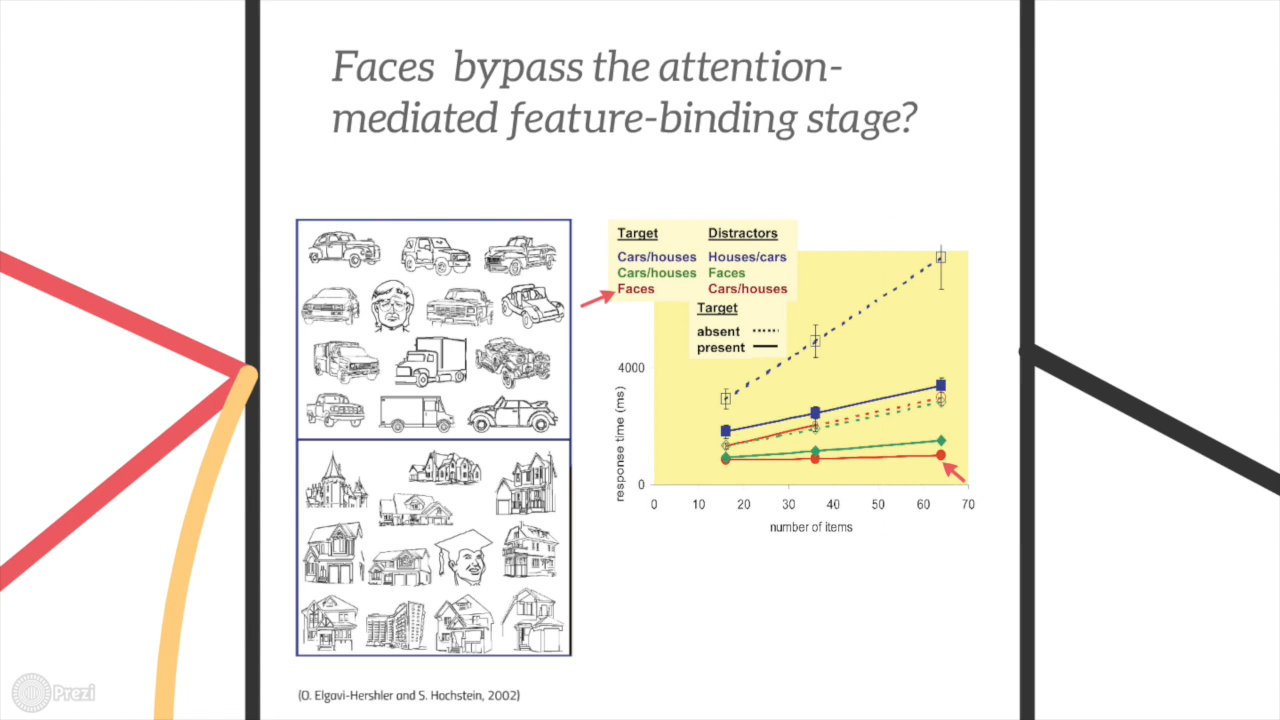 Faces bypass the attention-
mediated feature-binding stage?
Target Distractors
Cars/houses Houses/cars
Cars/houses Faces
Faces Cars/houses
Target
absent
present
4000
response time (ms)
0
0 10 20 30 40 50 60 70
number of items
(O. Elgavi-Hershler and S. Hochstein, 2002)
Prezi